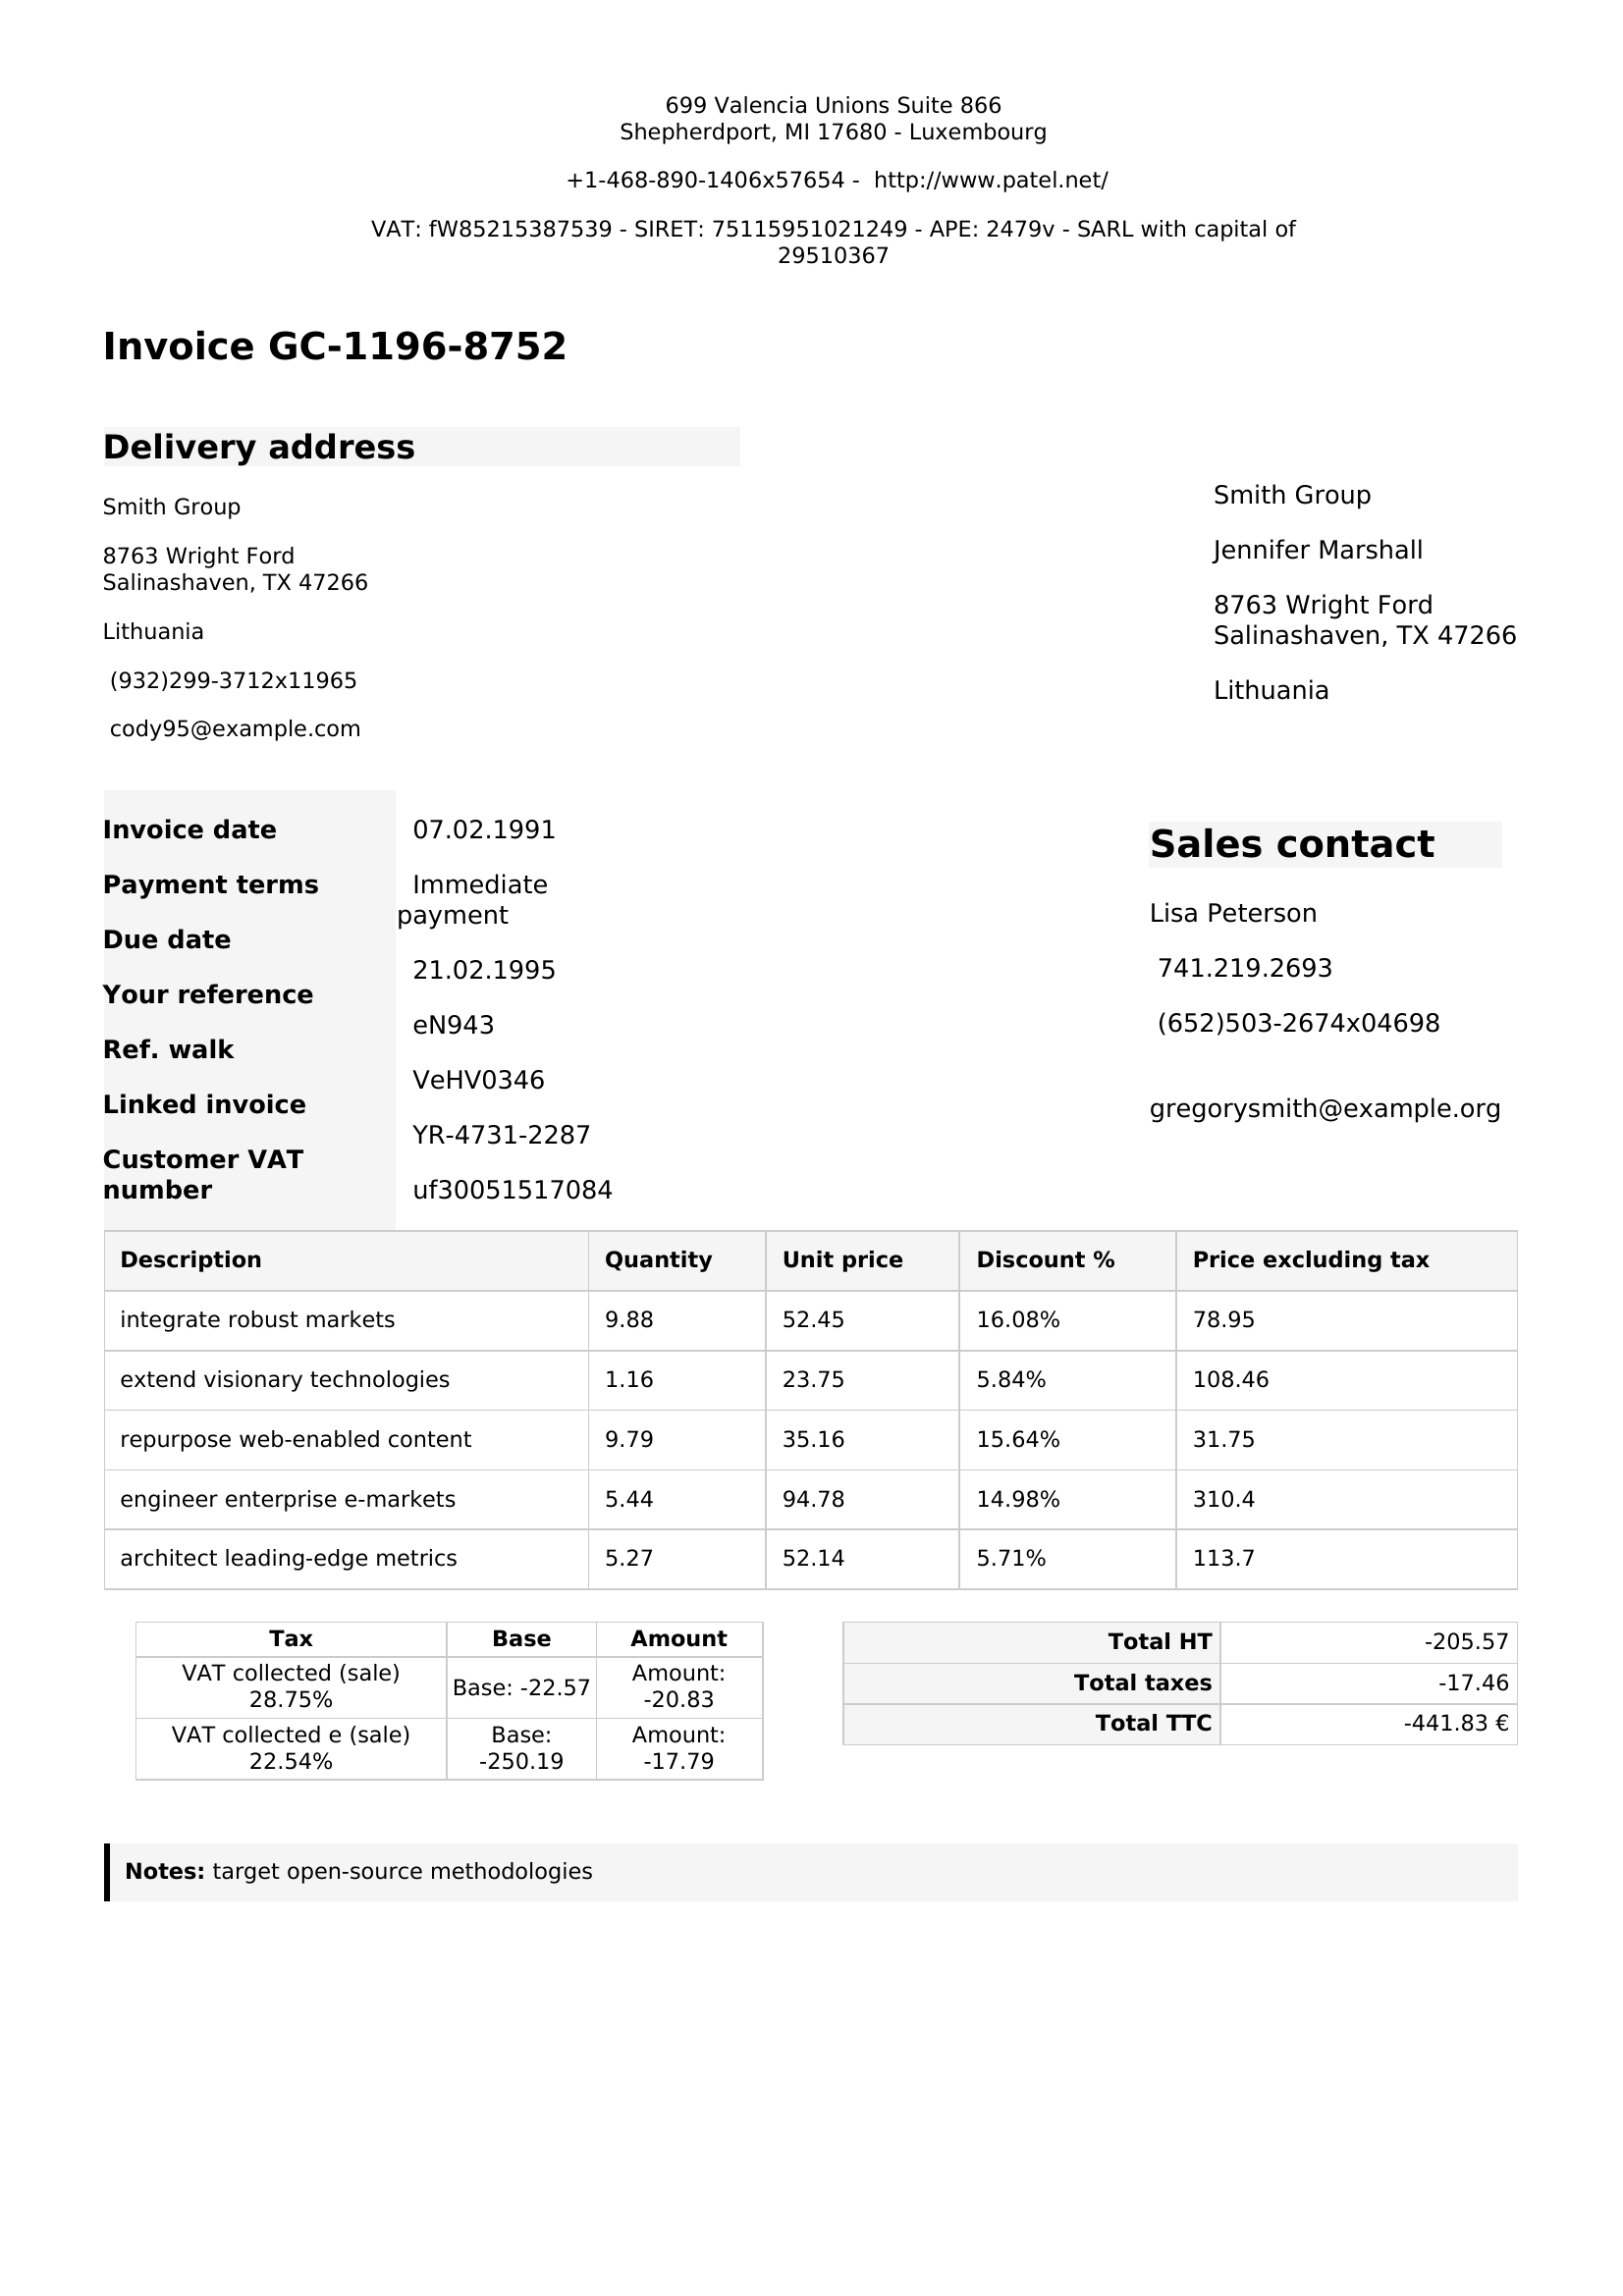 699 Valencia Unions Suite 866
Shepherdport, MI 17680 - Luxembourg
+1-468-890-1406x57654 - http://www.patel.net/
VAT: fW85215387539 - SIRET: 75115951021249 - APE: 2479v - SARL with capital of
29510367
Invoice GC-1196-8752
Delivery address
Smith Group
8763 Wright Ford
Salinashaven, TX 47266
Lithuania
(932)299-3712x11965
cody95@example.com
Smith Group
Jennifer Marshall
8763 Wright Ford
Salinashaven, TX 47266
Lithuania
Invoice date
Payment terms
Due date
Your reference
Ref. walk
Linked invoice
Customer VAT
number
07.02.1991
Immediate
payment
21.02.1995
eN943
VeHV0346
YR-4731-2287
uf30051517084
Sales contact
Lisa Peterson
741.219.2693
(652)503-2674x04698
gregorysmith@example.org
Description Quantity Unit price Discount % Price excluding tax
integrate robust markets 9.88 52.45 16.08% 78.95
extend visionary technologies 1.16 23.75 5.84% 108.46
repurpose web-enabled content 9.79 35.16 15.64% 31.75
engineer enterprise e-markets 5.44 94.78 14.98% 310.4
architect leading-edge metrics 5.27 52.14 5.71% 113.7
Tax Base Amount
VAT collected (sale)
28.75%
Base: -22.57
Amount:
-20.83
VAT collected e (sale)
22.54%
Base:
-250.19
Amount:
-17.79
Total HT -205.57
Total taxes -17.46
Total TTC -441.83 €
Notes: target open-source methodologies